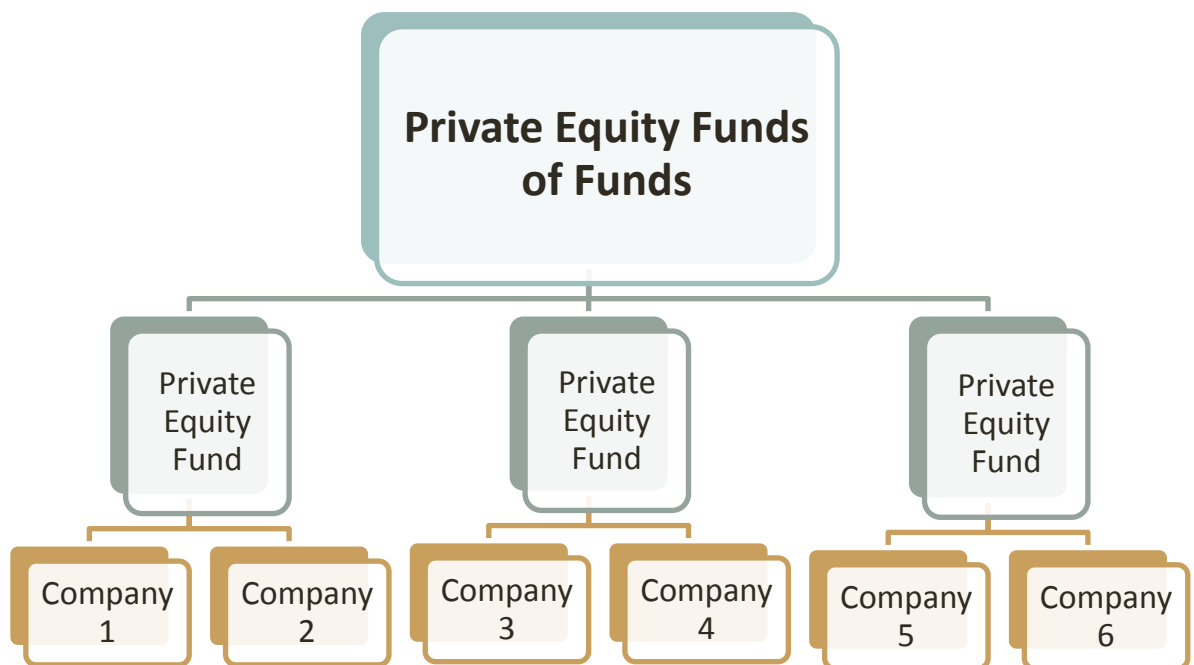 Private Equity Funds
of Funds
Private
Equity
Fund
Private
Equity
Fund
Private
Equity
Fund
Company
1
Company
2
Company
3
Company
4
Company
5
Company
6